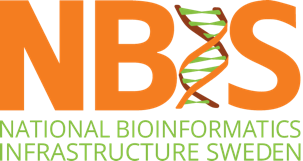 NBIS
NATIONAL BIOINFORMATICS
INFRASTRUCTURE SWEDEN